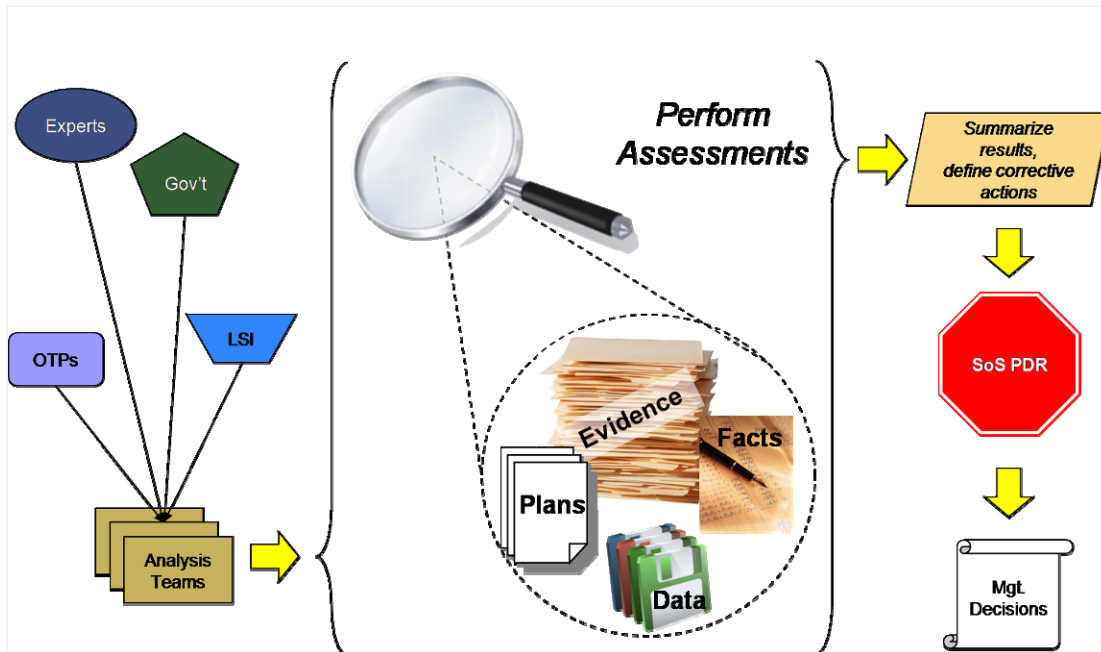 Experts
Gov't
OTPs
LSI
Analysis
Teams
Perform
Assessments
Evidence
Facts
Plans
Data
Summarize
results,
define corrective
actions
SoS PDR
Mgt.
Decisions